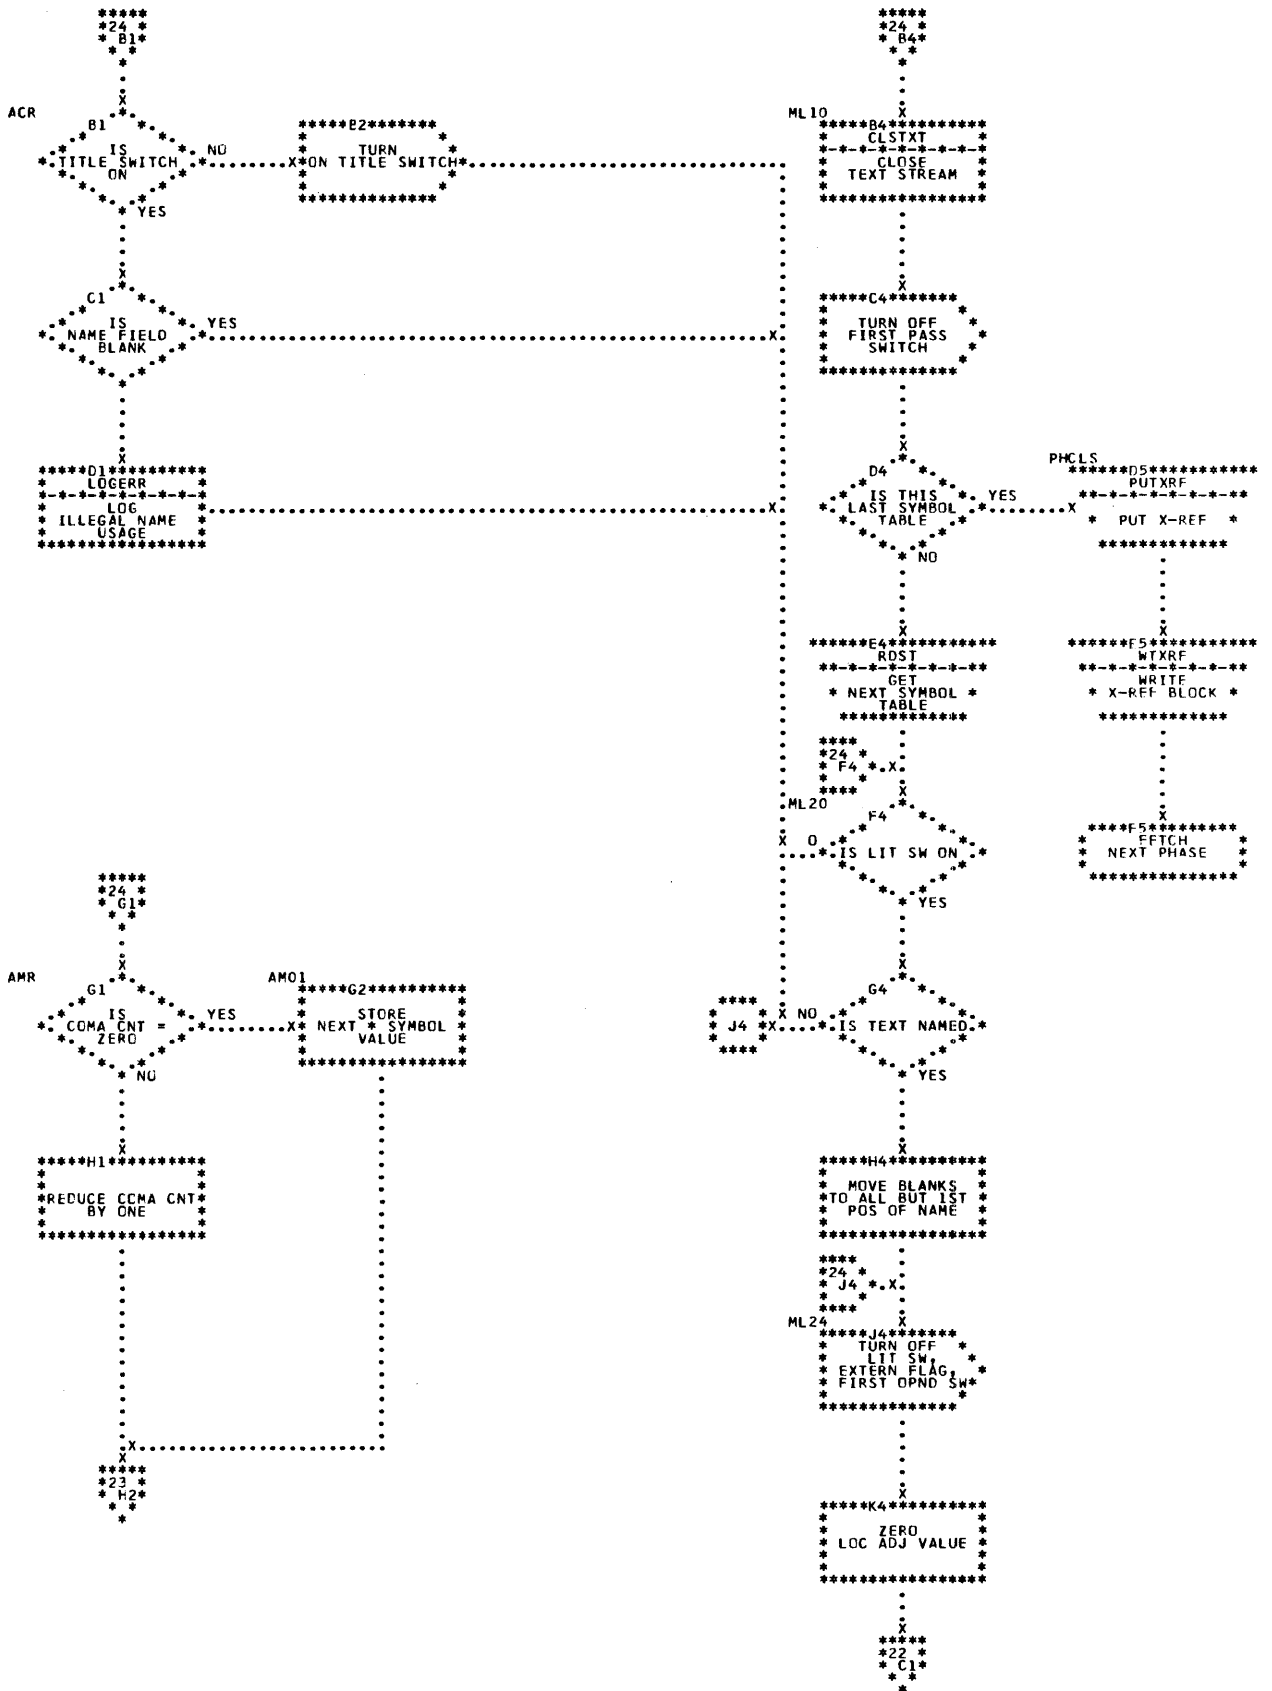 24
B1
24
B4
ACR
B1
IS
TITLE SWITCH
ON
NO
YES
B2
TURN
ON TITLE SWITCH
ML10
B4
CLSTXT
CLOSE
TEXT STREAM
C1
IS
NAME FIELD
BLANK
YES
C4
TURN OFF
FIRST PASS
SWITCH
D1
LOGERR
LOG
ILLEGAL NAME
USAGE
D4
IS THIS
LAST SYMBOL
TABLE
YES
NO
PHCLS
D5
PUTXRF
PUT X-REF
E4
RDST
GET
NEXT SYMBOL
TABLE
WTXRF
WRITE
X-REF BLOCK
24
F4
ML20
F4
O
IS LIT SW ON
YES
NEXT PHASE
24
G1
AMR
G1
IS
COMA CNT =
ZERO
YES
NO
AM01
G2
STORE
NEXT * SYMBOL
VALUE
J4
NO
G4
IS TEXT NAMED
YES
H1
REDUCE CCMA CNT
BY ONE
H4
MOVE BLANKS
TO ALL BUT 1ST
POS OF NAME
24
J4
ML24
J4
TURN OFF
LIT SW,
EXTERN FLAG,
FIRST OPND SW
23
H2
K4
ZERO
LOC ADJ VALUE
22
C1